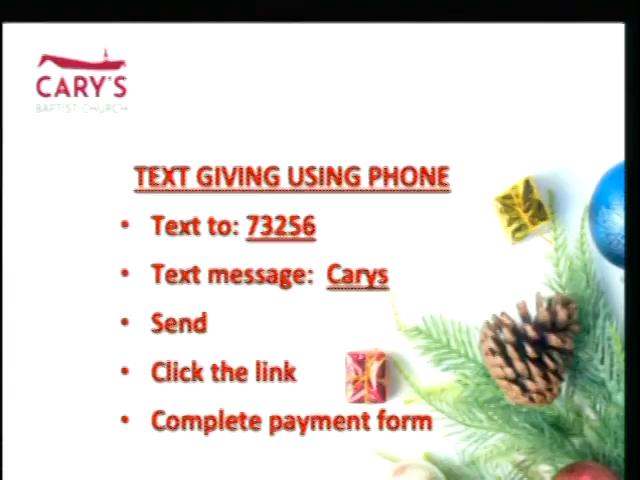 CARY'S
BAPTIST CHURCH
TEXT GIVING USING PHONE
• Text to: 73256
• Text message: Carys
• Send
• Click the link
• Complete payment form